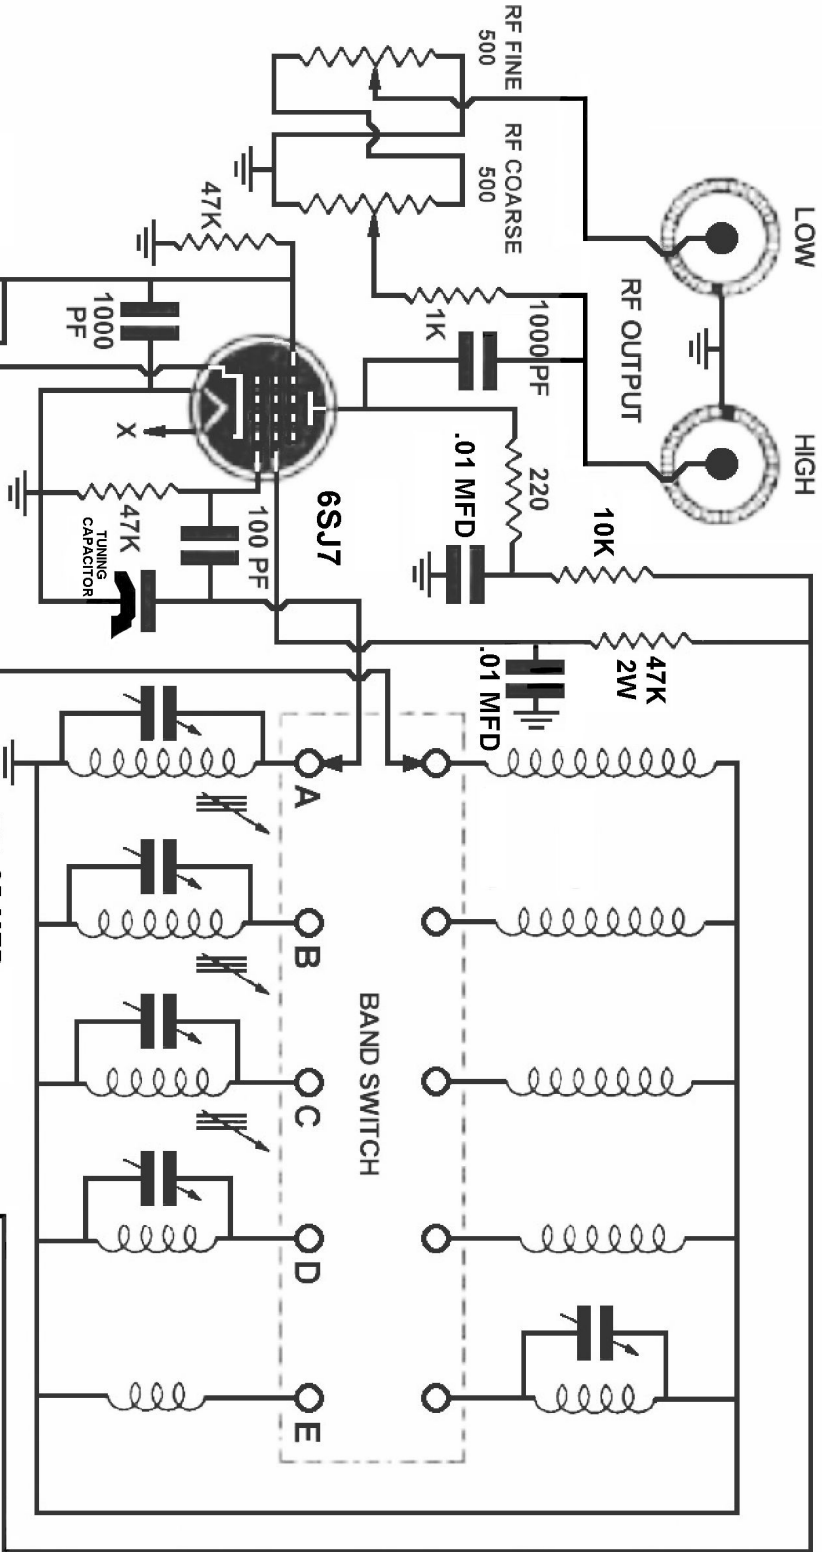 RF FINE
500
RF COARSE
500
LOW
RF OUTPUT
HIGH
47K
1K
1000PF
1000
PF
X
220
.01 MFD
10K
6SJ7
47K
100 PF
TUNING
CAPACITOR
47K
2W
.01 MFD
A
B
C
D
E
BAND SWITCH